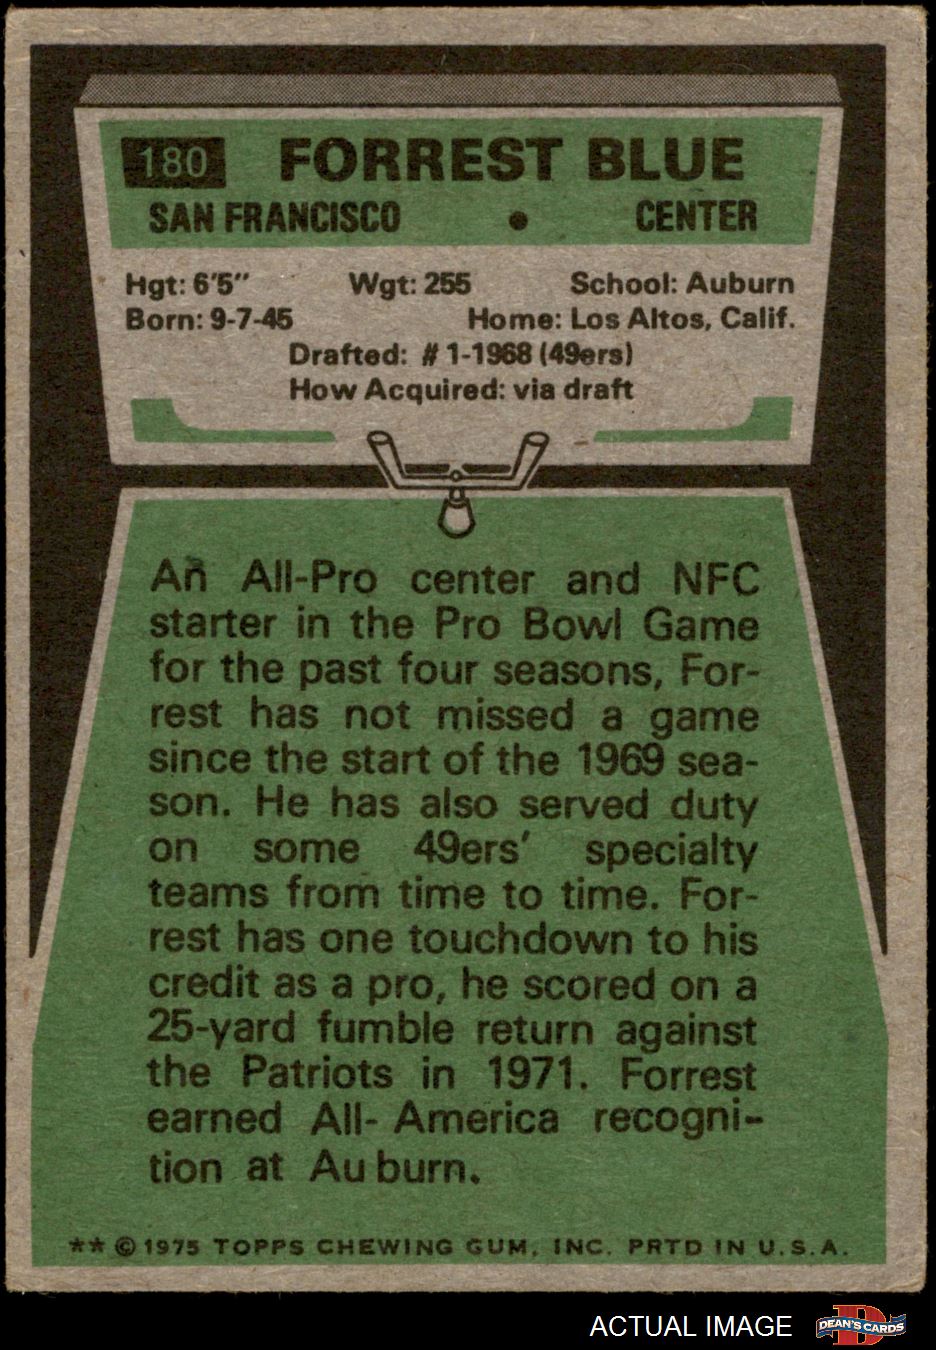 180 FORREST BLUE
SAN FRANCISCO • CENTER
Hgt: 6'5" Wgt: 255 School: Auburn
Born: 9-7-45 Home: Los Altos, Calif.
Drafted: #1-1968 (49ers)
How Acquired: via draft
An All-Pro center and NFC
starter in the Pro Bowl Game
for the past four seasons, For-
rest has not missed a game
since the start of the 1969 sea-
son. He has also served duty
on some 49ers' specialty
teams from time to time. For-
rest has one touchdown to his
credit as a pro, he scored on a
25-yard fumble return against
the Patriots in 1971. Forrest
earned All- America recogni-
tion at Auburn.
** © 1975 TOPPS CHEWING GUM, INC. PRTD IN U.S.A.
ACTUAL IMAGE D DEAN'S CARDS